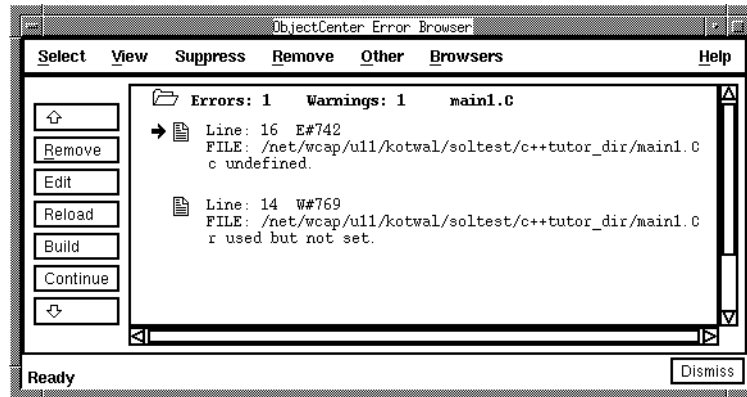 ObjectCenter Error Browser
Select View Suppress Remove Other Browsers Help
Errors: 1 Warnings: 1 main1.C
Remove
Edit
Reload
Build
Continue
Line: 16 E#742
FILE: /net/wcap/u11/kotwal/soltest/c++tutor_dir/main1.C
c undefined.
Line: 14 W#769
FILE: /net/wcap/u11/kotwal/soltest/c++tutor_dir/main1.C
r used but not set.
Ready
Dismiss